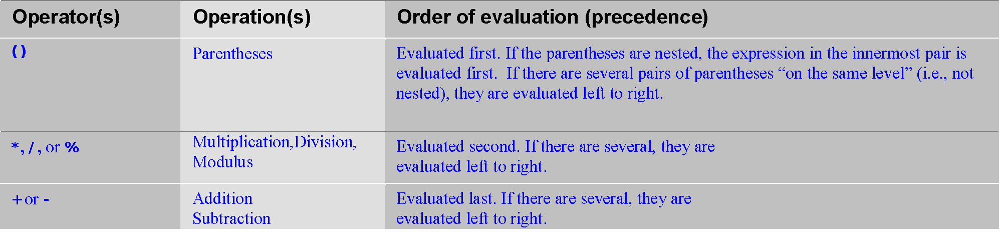 Operator(s) Operation(s) Order of evaluation (precedence)
() Parentheses Evaluated first. If the parentheses are nested, the expression in the innermost pair is
evaluated first.  If there are several pairs of parentheses “on the same level” (i.e., not
nested), they are evaluated left to right.
*, /, or % Multiplication,Division,
Modulus
Evaluated second. If there are several, they are
evaluated left to right.
+ or - Addition
Subtraction
Evaluated last. If there are several, they are
evaluated left to right.